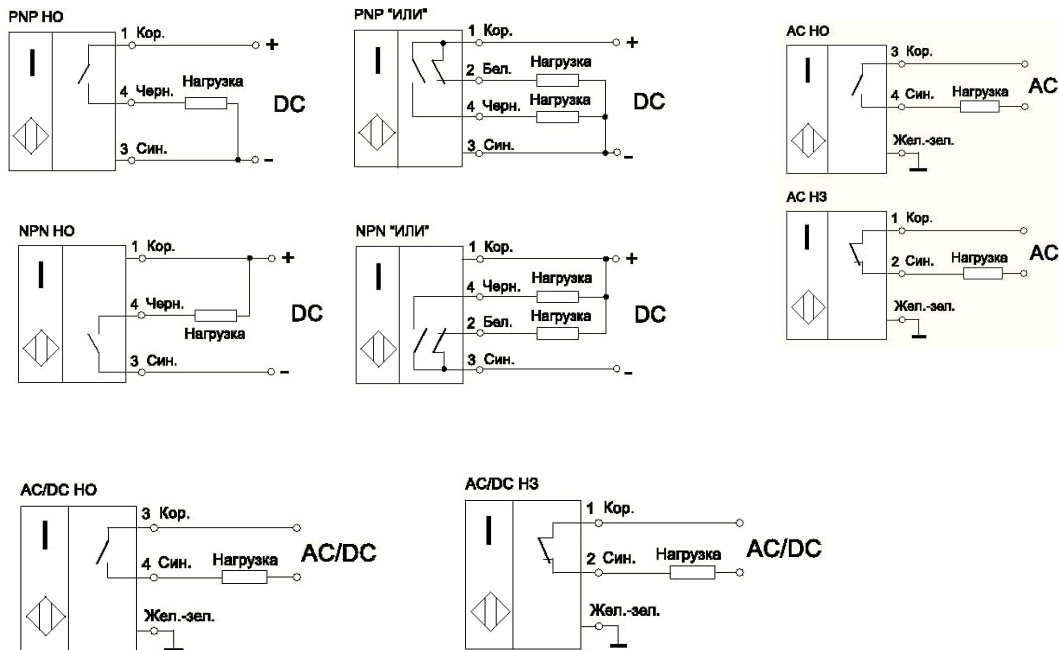 PNP НО
1 Кор.
+
Нагрузка
4 Черн.
DC
3 Син.
-
PNP "ИЛИ"
1 Кор.
+
2 Бел.
Нагрузка
DC
4 Черн.
Нагрузка
3 Син.
-
AC НО
3 Кор.
AC
4 Син.
Нагрузка
Жел.-зел.
AC НЗ
1 Кор.
AC
2 Син.
Нагрузка
Жел.-зел.
NPN НО
1 Кор.
+
4 Черн.
DC
Нагрузка
3 Син.
-
NPN "ИЛИ"
1 Кор.
+
4 Черн.
Нагрузка
DC
2 Бел.
Нагрузка
3 Син.
-
AC/DC НО
3 Кор.
AC/DC
4 Син.
Нагрузка
Жел.-зел.
AC/DC НЗ
1 Кор.
AC/DC
2 Син.
Нагрузка
Жел.-зел.